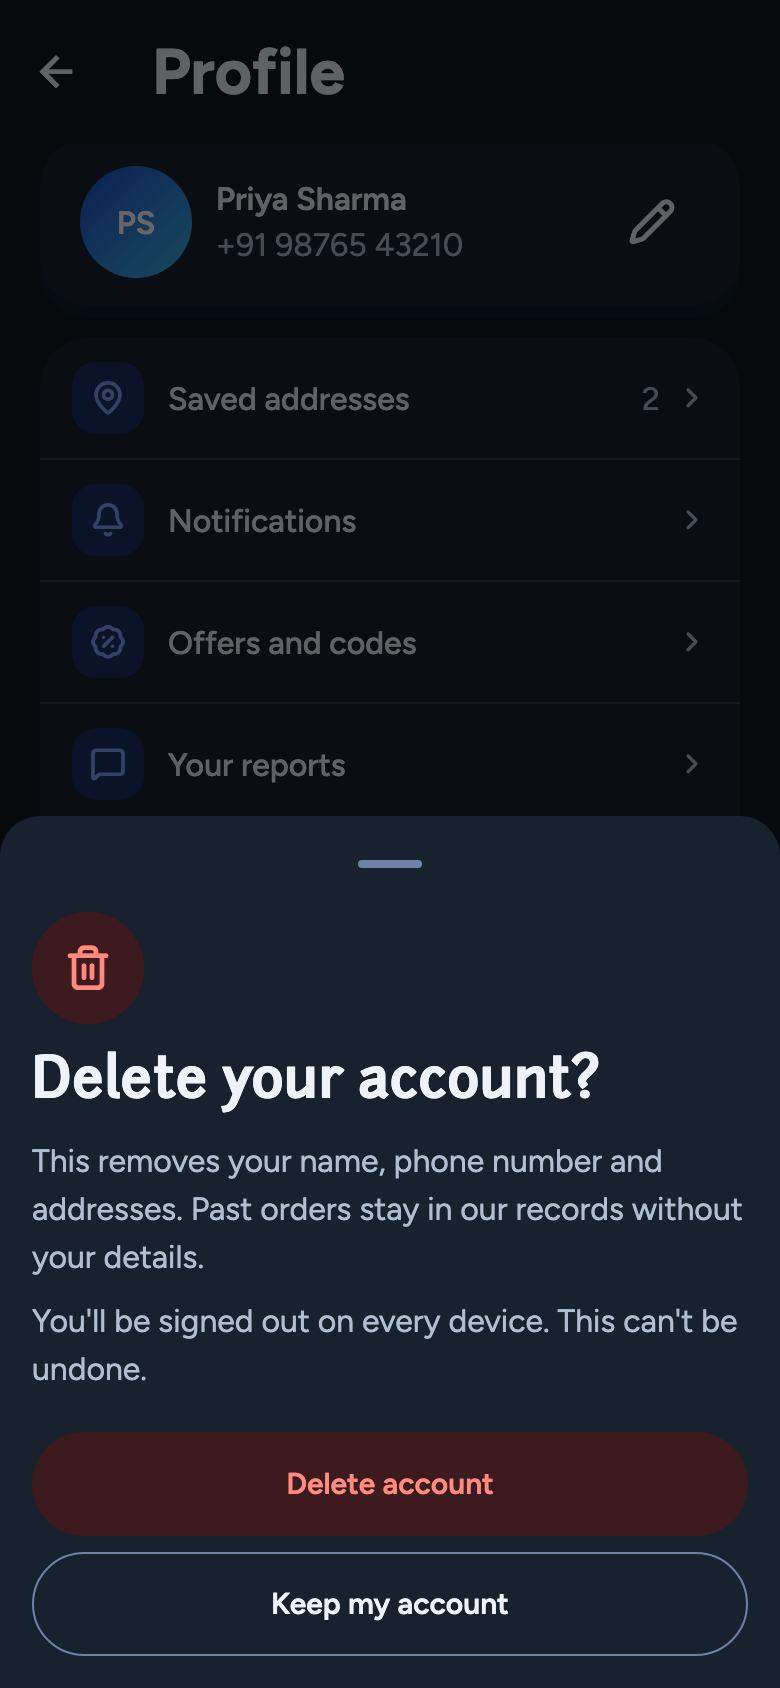 Profile
PS
Priya Sharma
+91 98765 43210
Saved addresses 2
Notifications
Offers and codes
Your reports
Delete your account?
This removes your name, phone number and
addresses. Past orders stay in our records without
your details.
You'll be signed out on every device. This can't be
undone.
Delete account
Keep my account